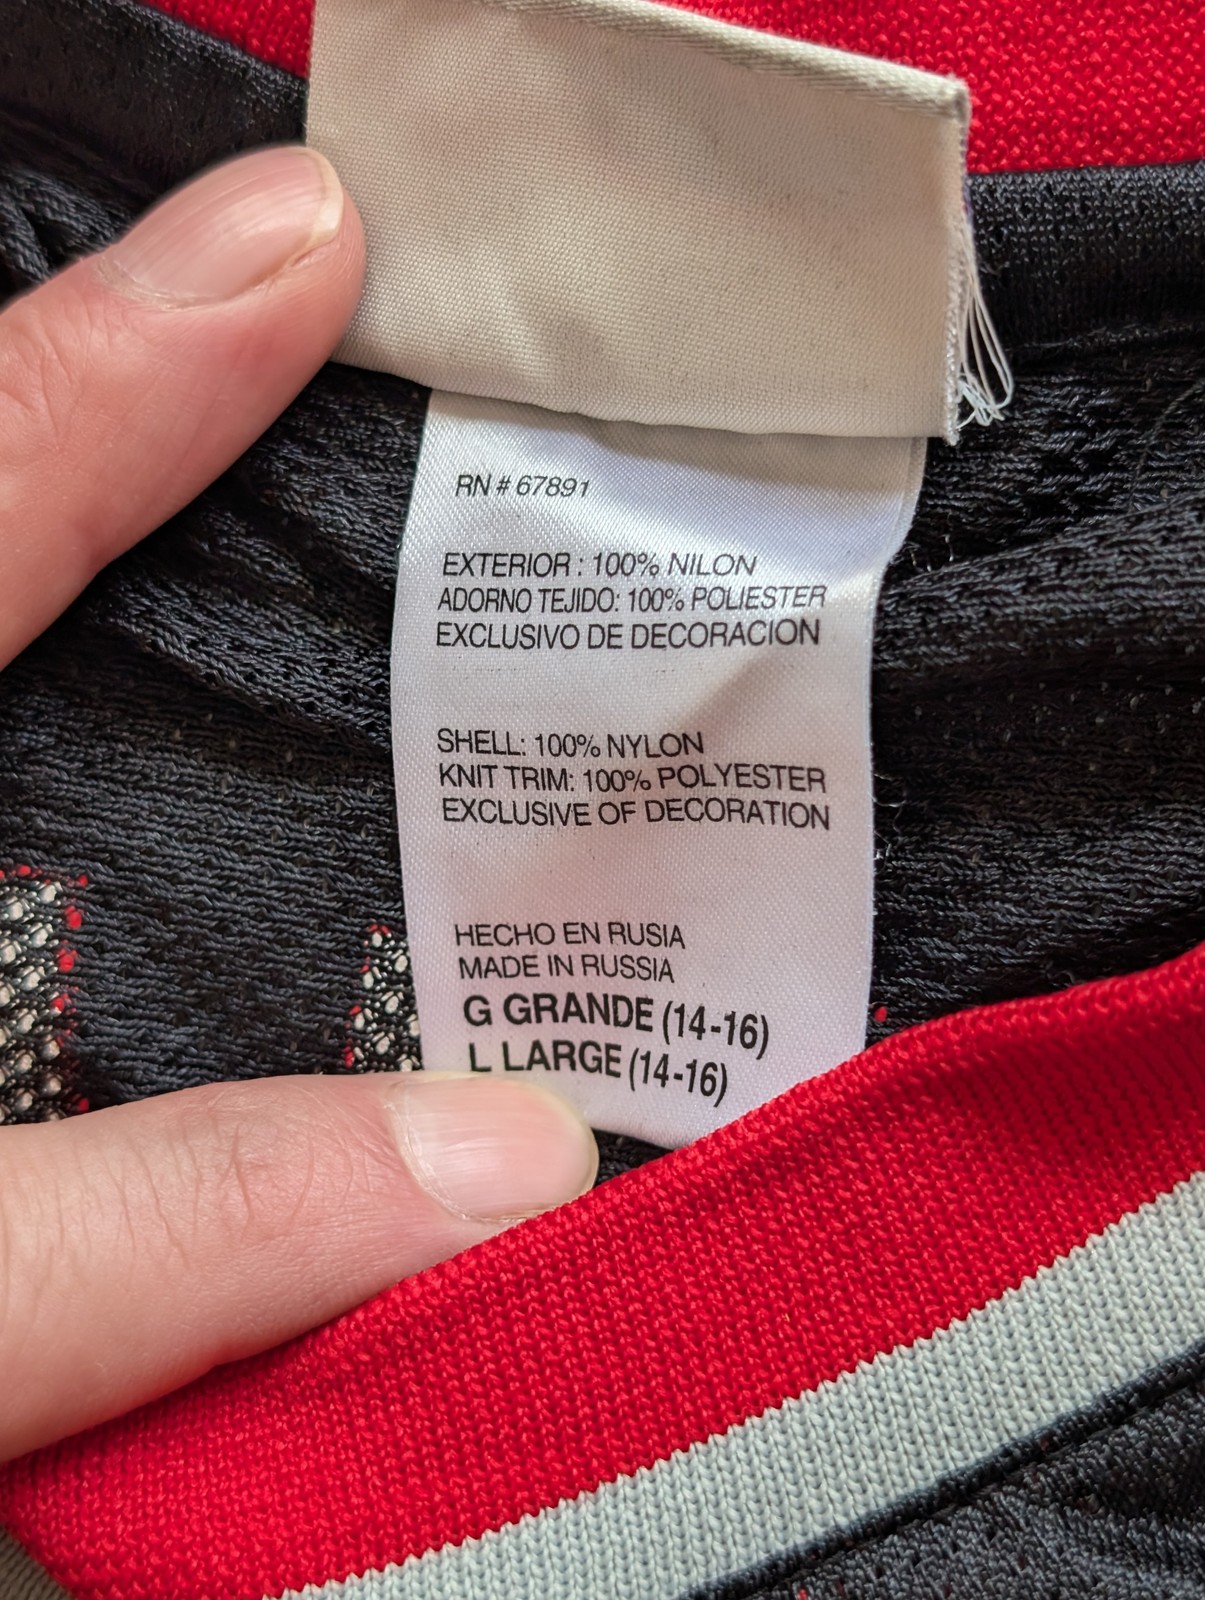 RN # 67891
EXTERIOR : 100% NILON
ADORNO TEJIDO: 100% POLIESTER
EXCLUSIVO DE DECORACION
SHELL: 100% NYLON
KNIT TRIM: 100% POLYESTER
EXCLUSIVE OF DECORATION
HECHO EN RUSIA
MADE IN RUSSIA
G GRANDE (14-16)
L LARGE (14-16)